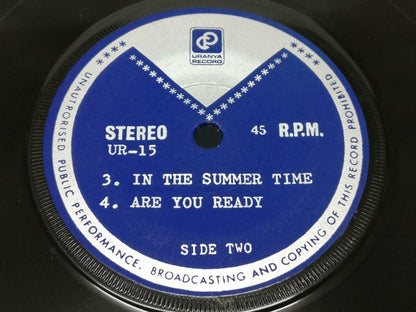 URANYA
RECORD
STEREO
UR-15
45 R.P.M.
3. IN THE SUMMER TIME
4. ARE YOU READY
SIDE TWO
UNAUTHORISED PUBLIC PERFORMANCE, BROADCASTING AND COPYING OF THIS RECORD PROHIBITED